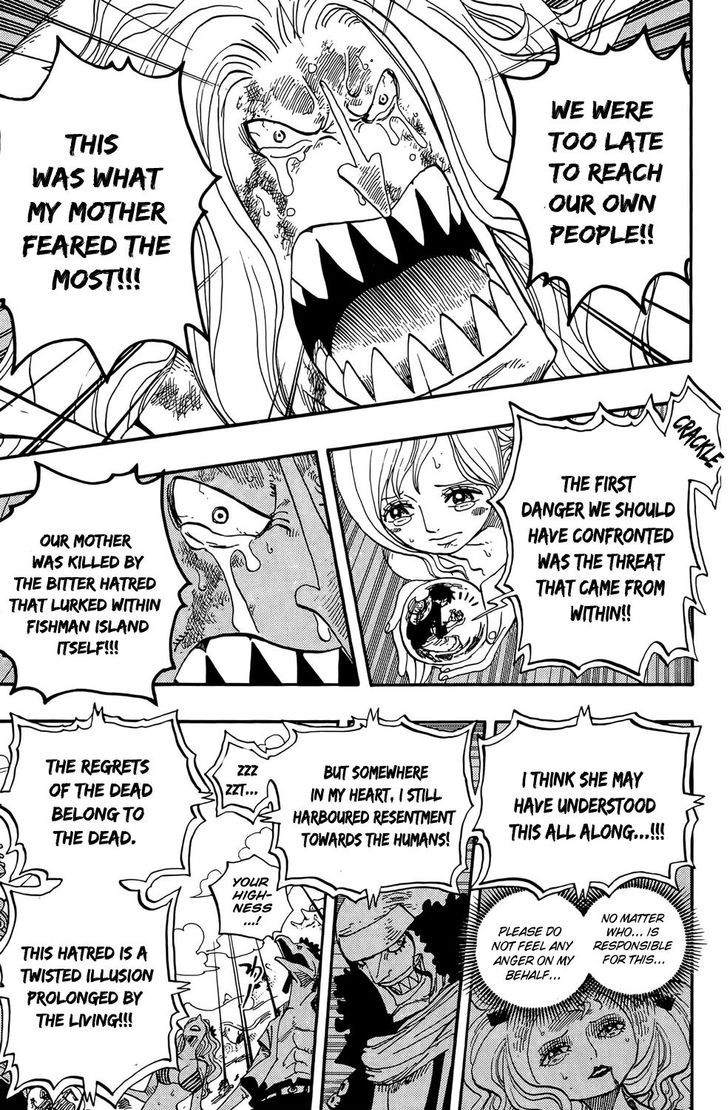 WE WERE
TOO LATE
TO REACH
OUR OWN
PEOPLE!!
THIS
WAS WHAT
MY MOTHER
FEARED THE
MOST!!!
CRACKLE
THE FIRST
DANGER WE SHOULD
HAVE CONFRONTED
WAS THE THREAT
THAT CAME FROM
WITHIN!!
OUR MOTHER
WAS KILLED BY
THE BITTER HATRED
THAT LURKED WITHIN
FISHMAN ISLAND
ITSELF!!!
I THINK SHE MAY
HAVE UNDERSTOOD
THIS ALL ALONG...!!!
NO MATTER
WHO... IS
RESPONSIBLE
FOR THIS...
PLEASE DO
NOT FEEL ANY
ANGER ON MY
BEHALF...
BUT SOMEWHERE
IN MY HEART, I STILL
HARBOURED RESENTMENT
TOWARDS THE HUMANS!
ZZZ
ZZT...
YOUR
HIGH-
NESS
...!
THE REGRETS
OF THE DEAD
BELONG TO
THE DEAD.
THIS HATRED IS A
TWISTED ILLUSION
PROLONGED BY
THE LIVING!!!